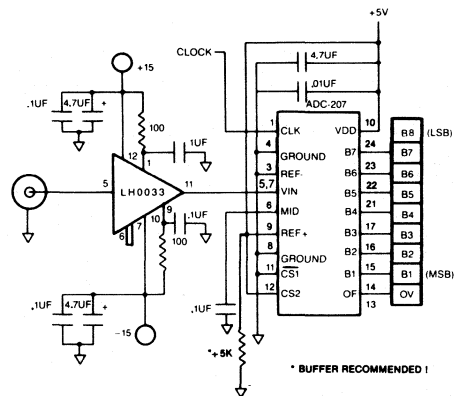 +5V
CLOCK
4.7UF
.01UF
ADC-207
+15
.1UF 4.7UF +
100
1UF
12
1
5
LH0033
11
6
7
10
9
.1UF
100
.1UF 4.7UF +
-15
1 CLK
4 GROUND
3 REF-
5,7 VIN
6 MID
9 REF+
8 GROUND
11 CS1
12 CS2
VDD 10
B7 24
B6 23
B5 22
B4 21
B3 17
B2 16
B1 15
OF 14
13
B8 (LSB)
B7
B6
B5
B4
B3
B2
B1 (MSB)
OV
.1UF
*+5K
* BUFFER RECOMMENDED !